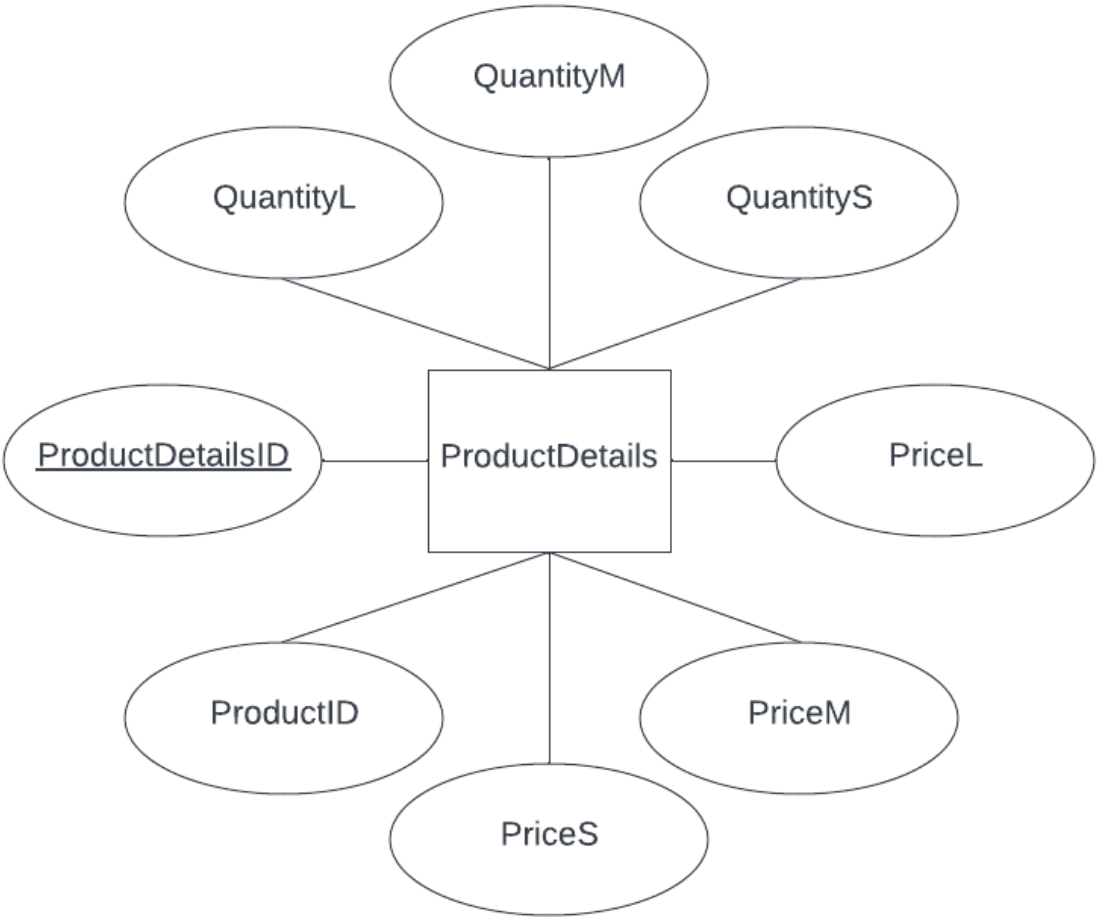 QuantityM
QuantityL
QuantityS
ProductDetailsID
ProductDetails
PriceL
ProductID
PriceM
PriceS